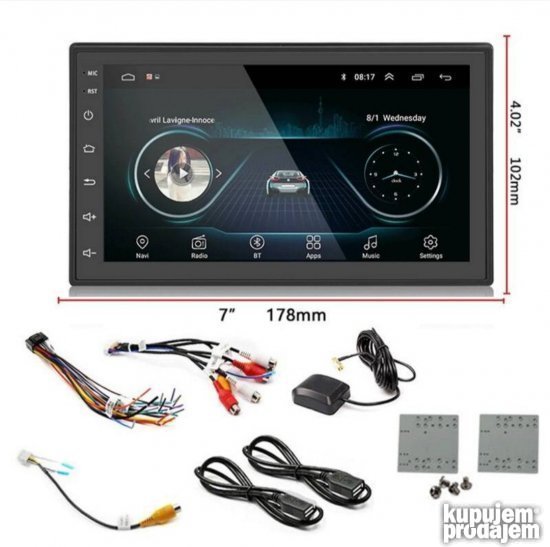 MIC
RST
08:17
vril Lavigne-Innoce
8/1 Wednesday
clock
Navi
Radio
BT
Apps
Music
Settings
4.02" 102mm
7" 178mm
kupujem
prodajem